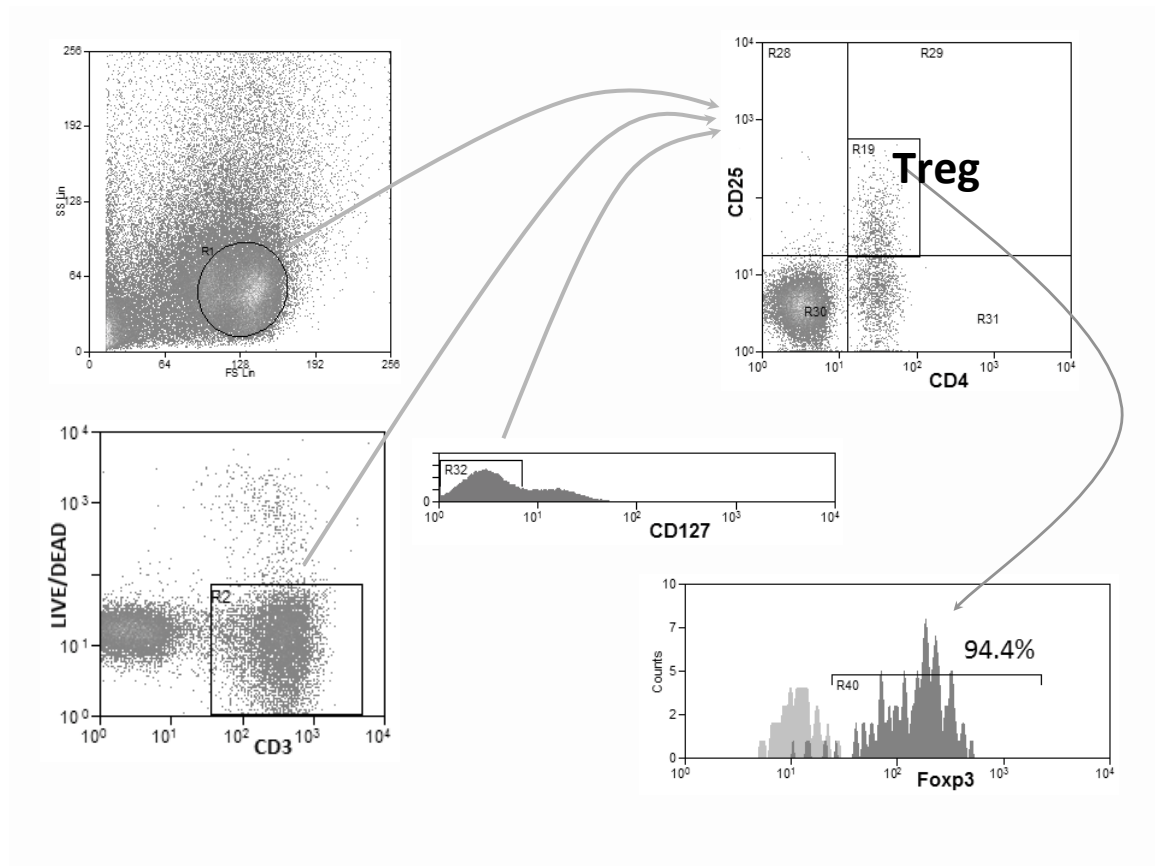 256
192
128
64
0
SS Lin
R1
0 64 128 192 256
FS Lin
10⁴
10³
10¹
10⁰
CD25
R28
R29
R19
Treg
R30
R31
10⁰ 10¹ 10² 10³ 10⁴
CD4
10⁴
10³
10¹
10⁰
LIVE/DEAD
R2
10⁰ 10¹ 10² 10³ 10⁴
CD3
R32
0
10⁰ 10¹ 10² 10³ 10⁴
CD127
10
7
5
2
0
Counts
94.4%
R40
10⁰ 10¹ 10² 10³ 10⁴
Foxp3